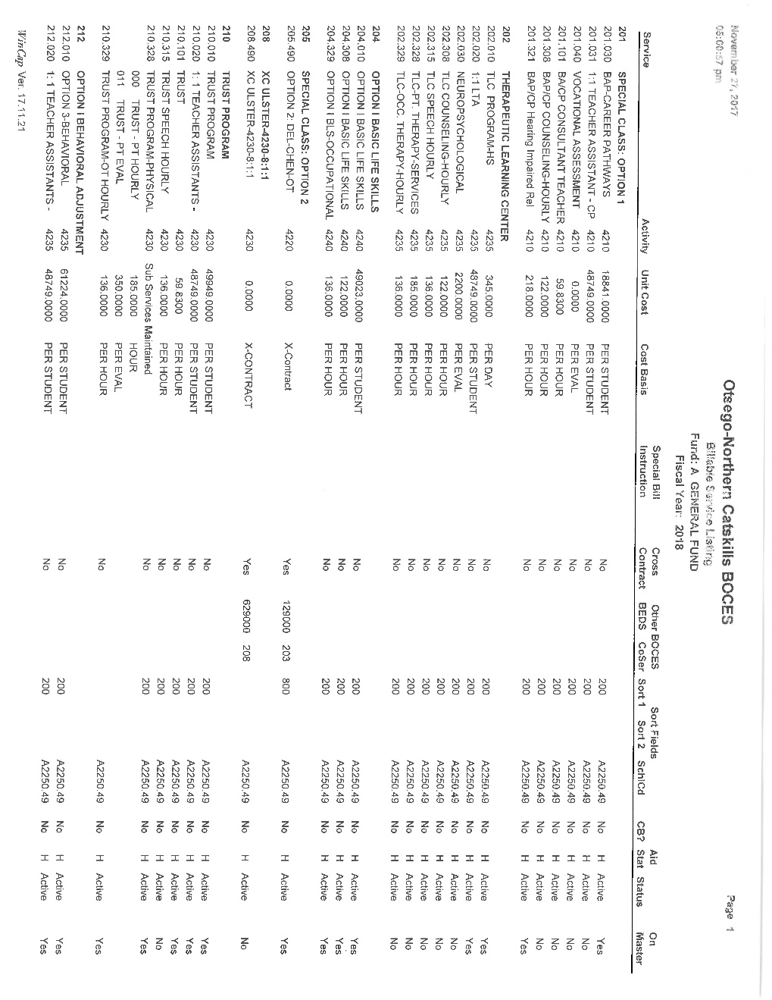 November 27, 2017
05:00:57 pm
Otsego-Northern Catskills BOCES
Page 1
Billable Service Listing
Fund: A GENERAL FUND
Fiscal Year: 2018
Special Bill Cross Other BOCES Sort Fields Aid On
Service Activity Unit Cost Cost Basis Instruction Contract BEDS CoSer Sort 1 Sort 2 SchlCd CB? Stat Status Master
201 SPECIAL CLASS: OPTION 1
201.030 BAP-CAREER PATHWAYS 4210 18841.0000 PER STUDENT No 200 A2250.49 No H Active Yes
201.031 1:1 TEACHER ASSISTANT - CP 4210 48749.0000 PER STUDENT No 200 A2250.49 No H Active No
201.040 VOCATIONAL ASSESSMENT 4210 0.0000 PER EVAL No 200 A2250.49 No H Active No
201.101 BA/CP CONSULTANT TEACHER 4210 59.8300 PER HOUR No 200 A2250.49 No H Active No
201.308 BAP/CP COUNSELING-HOURLY 4210 122.0000 PER HOUR No 200 A2250.49 No H Active No
201.321 BAP/CP Hearing Impaired Rel 4210 218.0000 PER HOUR No 200 A2250.49 No H Active Yes
202 THERAPEUTIC LEARNING CENTER
202.010 TLC PROGRAM-HS 4235 345.0000 PER DAY No 200 A2250.49 No H Active Yes
202.020 1:1 LTA 4235 48749.0000 PER STUDENT No 200 A2250.49 No H Active Yes
202.030 NEUROPSYCHOLOGICAL 4235 2200.0000 PER EVAL No 200 A2250.49 No H Active No
202.308 TLC COUNSELING-HOURLY 4235 122.0000 PER HOUR No 200 A2250.49 No H Active No
202.315 TLC SPEECH HOURLY 4235 136.0000 PER HOUR No 200 A2250.49 No H Active No
202.328 TLC-PT. THERAPY-SERVICES 4235 185.0000 PER HOUR No 200 A2250.49 No H Active No
202.329 TLC-OCC. THERAPY-HOURLY 4235 136.0000 PER HOUR No 200 A2250.49 No H Active No
204 OPTION I BASIC LIFE SKILLS
204.010 OPTION I BASIC LIFE SKILLS 4240 49023.0000 PER STUDENT No 200 A2250.49 No H Active Yes
204.308 OPTION I BASIC LIFE SKILLS 4240 122.0000 PER HOUR No 200 A2250.49 No H Active Yes
204.329 OPTION I BLS-OCCUPATIONAL 4240 136.0000 PER HOUR No 200 A2250.49 No H Active Yes
205 SPECIAL CLASS: OPTION 2
205.490 OPTION 2: DEL-CHEN-OT 4220 0.0000 X-Contract Yes 129000 203 800 A2250.49 No H Active Yes
208 XC ULSTER-4230-8:1:1
208.490 XC ULSTER-4230-8:1:1 4230 0.0000 X-CONTRACT Yes 629000 208 A2250.49 No H Active No
210 TRUST PROGRAM
210.010 TRUST PROGRAM 4230 49949.0000 PER STUDENT No 200 A2250.49 No H Active Yes
210.020 1:1 TEACHER ASSISTANTS - 4230 48749.0000 PER STUDENT No 200 A2250.49 No H Active Yes
210.101 TRUST 4230 59.8300 PER HOUR No 200 A2250.49 No H Active Yes
210.315 TRUST SPEECH HOURLY 4230 136.0000 PER HOUR No 200 A2250.49 No H Active No
210.328 TRUST PROGRAM-PHYSICAL 4230 Sub Services Maintained No 200 A2250.49 No H Active Yes
000 TRUST - PT HOURLY 185.0000 HOUR
011 TRUST - PT EVAL 350.0000 PER EVAL
210.329 TRUST PROGRAM-OT HOURLY 4230 136.0000 PER HOUR No A2250.49 No H Active Yes
212 OPTION I BEHAVIORAL ADJUSTMENT
212.010 OPTION 3-BEHAVIORAL 4235 61224.0000 PER STUDENT No 200 A2250.49 No H Active Yes
212.020 1:1 TEACHER ASSISTANTS - 4235 48749.0000 PER STUDENT No 200 A2250.49 No H Active Yes
WinCap Ver. 17.11.21